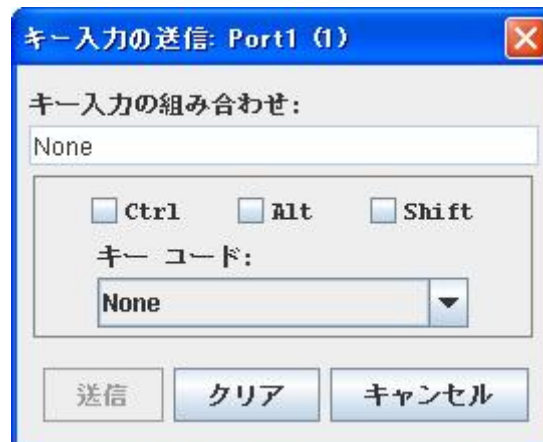 キー入力の送信: Port1 (1)
キー入力の組み合わせ:
None
Ctrl Alt Shift
キー コード:
None
送信 クリア キャンセル